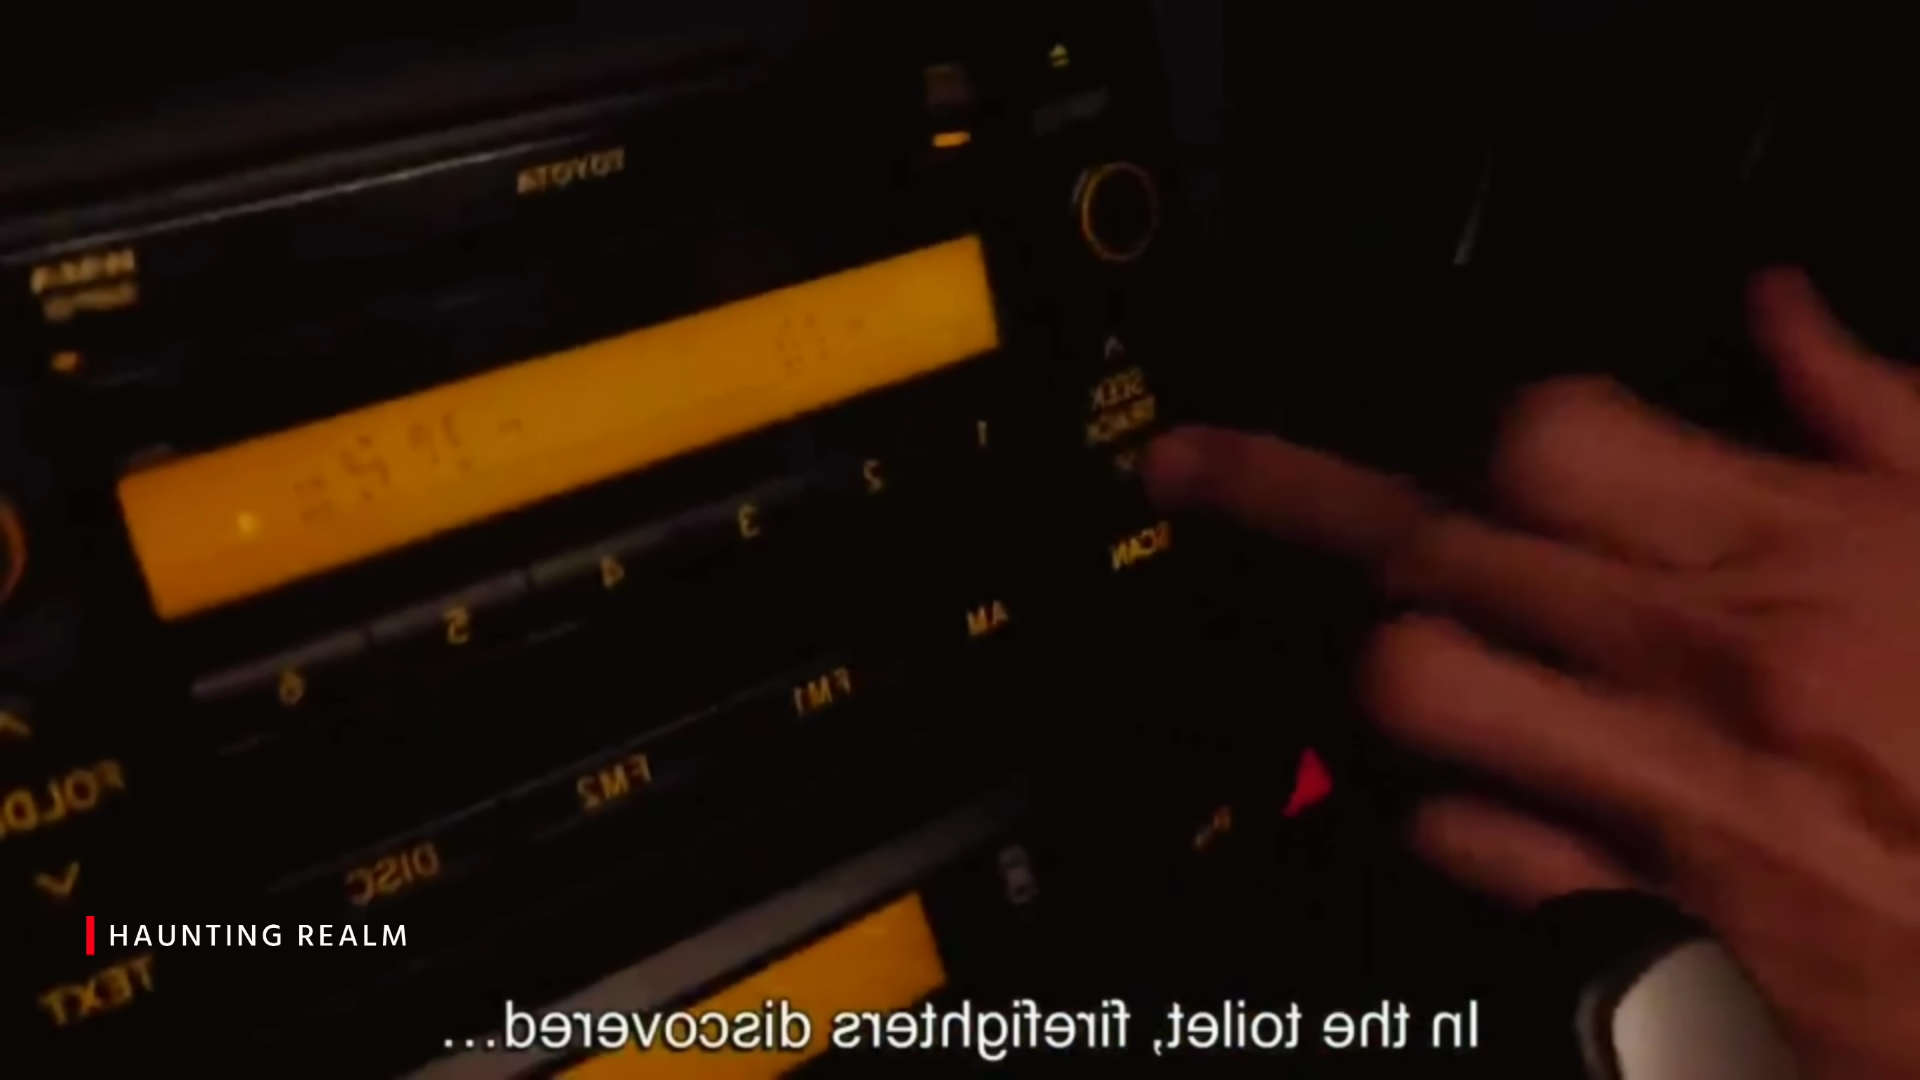 TOYOTA
1
SEEK
TRACK
2
3
SCAN
4
AM
5
FM1
6
FM2
FOLD
DISC
HAUNTING REALM
TEXT
In the toilet, firefighters discovered...